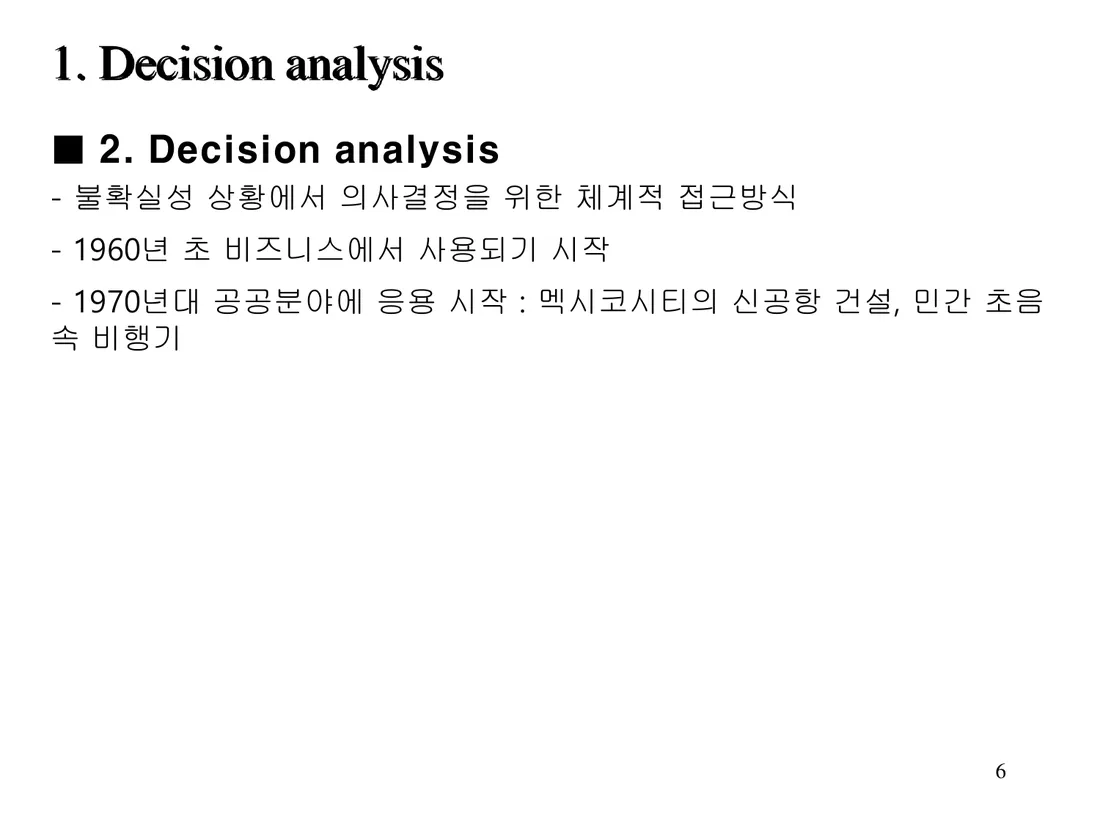 1. Decision analysis
■ 2. Decision analysis
- 불확실성 상황에서 의사결정을 위한 체계적 접근방식
- 1960년 초 비즈니스에서 사용되기 시작
- 1970년대 공공분야에 응용 시작 : 멕시코시티의 신공항 건설, 민간 초음
속 비행기
6